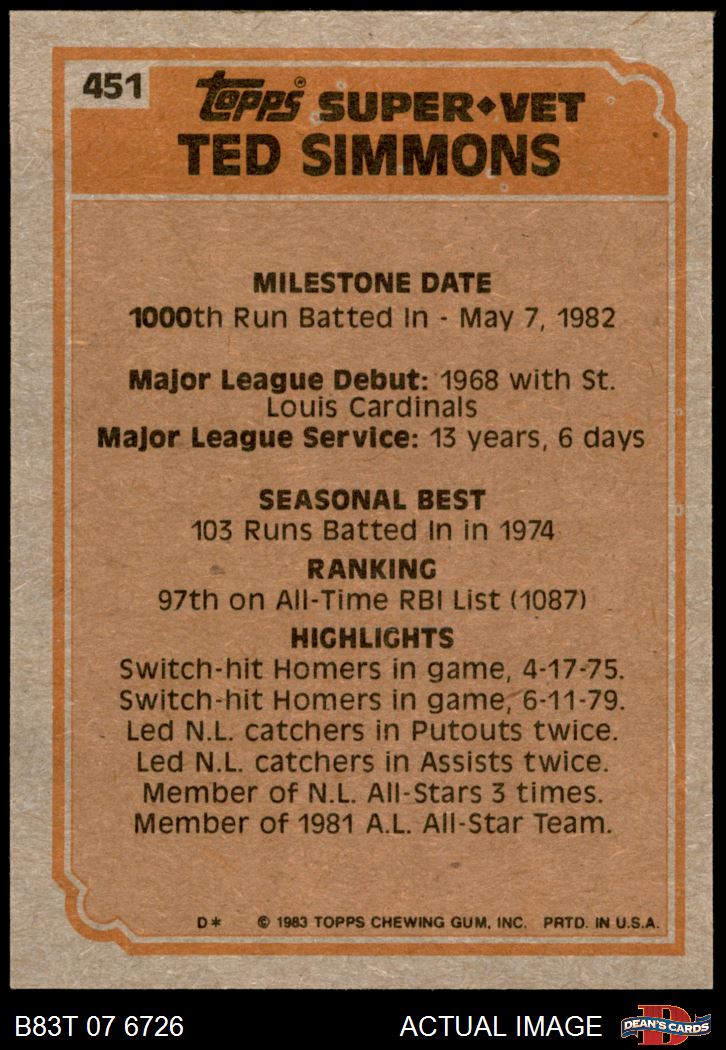 451
Topps® SUPER◆VET
TED SIMMONS
MILESTONE DATE
1000th Run Batted In - May 7, 1982
Major League Debut: 1968 with St.
Louis Cardinals
Major League Service: 13 years, 6 days
SEASONAL BEST
103 Runs Batted In in 1974
RANKING
97th on All-Time RBI List (1087)
HIGHLIGHTS
Switch-hit Homers in game, 4-17-75.
Switch-hit Homers in game, 6-11-79.
Led N.L. catchers in Putouts twice.
Led N.L. catchers in Assists twice.
Member of N.L. All-Stars 3 times.
Member of 1981 A.L. All-Star Team.
D* © 1983 TOPPS CHEWING GUM, INC. PRTD. IN U.S.A.
B83T 07 6726 ACTUAL IMAGE
D
DEAN'S CARDS